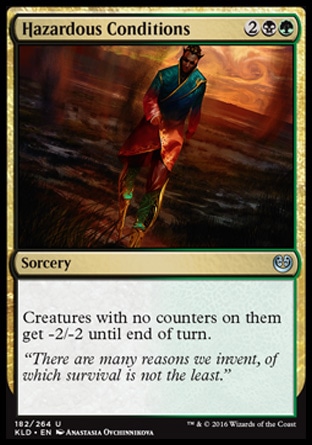 Hazardous Conditions 2
Sorcery
Creatures with no counters on them
get -2/-2 until end of turn.
“There are many reasons we invent, of
which survival is not the least.”
182/264 U
KLD • EN Anastasia Ovchinnikova
™ & © 2016 Wizards of the Coast